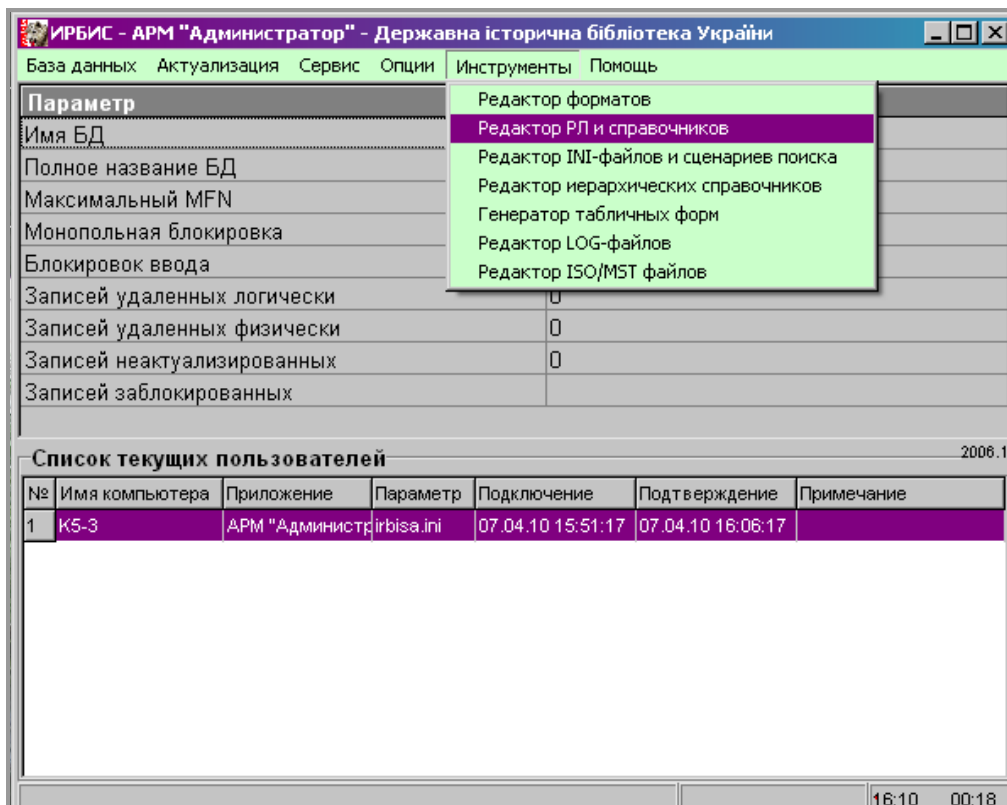 ИРБИС - АРМ "Администратор" - Державна історична бібліотека України
База данных Актуализация Сервис Опции Инструменты Помощь
Параметр
Редактор форматов
Редактор РЛ и справочников
Редактор INI-файлов и сценариев поиска
Редактор иерархических справочников
Генератор табличных форм
Редактор LOG-файлов
Редактор ISO/MST файлов
Имя БД
Полное название БД
Максимальный MFN
Монопольная блокировка
Блокировок ввода
Записей удаленных логически 0
Записей удаленных физически 0
Записей неактуализированных 0
Записей заблокированных
Список текущих пользователей 2006.1
№ Имя компьютера Приложение Параметр Подключение Подтверждение Примечание
1 K5-3 АРМ "Администр irbisa.ini 07.04.10 15:51:17 07.04.10 16:06:17
16:10 00:18